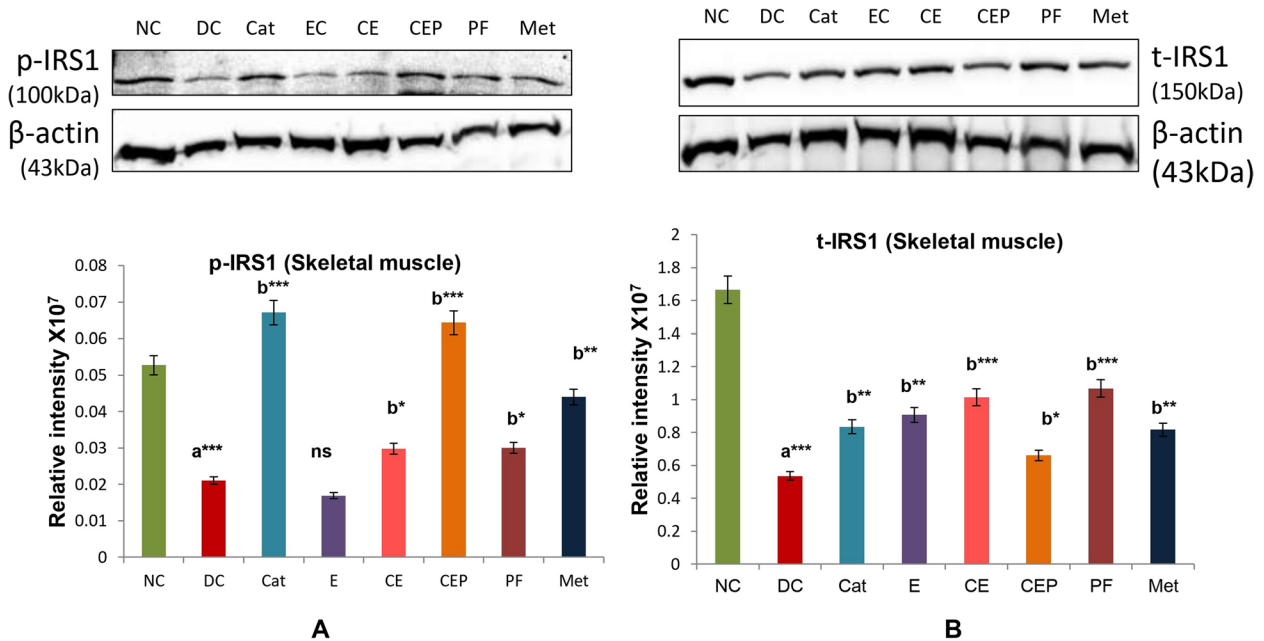 NC DC Cat EC CE CEP PF Met
p-IRS1
(100kDa)
β-actin
(43kDa)
NC DC Cat EC CE CEP PF Met
t-IRS1
(150kDa)
β-actin
(43kDa)
p-IRS1 (Skeletal muscle)
Relative intensity X10⁷
0.08
0.07
0.06
0.05
0.04
0.03
0.02
0.01
0
a***
b***
ns
b*
b***
b*
b**
NC DC Cat E CE CEP PF Met
A
t-IRS1 (Skeletal muscle)
Relative intensity X10⁷
2
1.8
1.6
1.4
1.2
1
0.8
0.6
0.4
0.2
0
a***
b**
b**
b***
b*
b***
b**
NC DC Cat E CE CEP PF Met
B